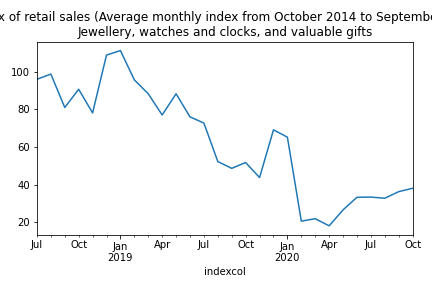 x of retail sales (Average monthly index from October 2014 to Septembe
Jewellery, watches and clocks, and valuable gifts
100
80
60
40
20
Jul Oct Jan Apr Jul Oct Jan Apr Jul Oct
2019 2020
indexcol